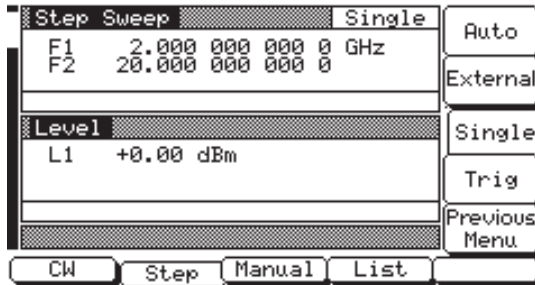 Step Sweep Single
F1 2.000 000 000 0 GHz
F2 20.000 000 000 0
Level
L1 +0.00 dBm
Auto
External
Single
Trig
Previous
Menu
CW Step Manual List